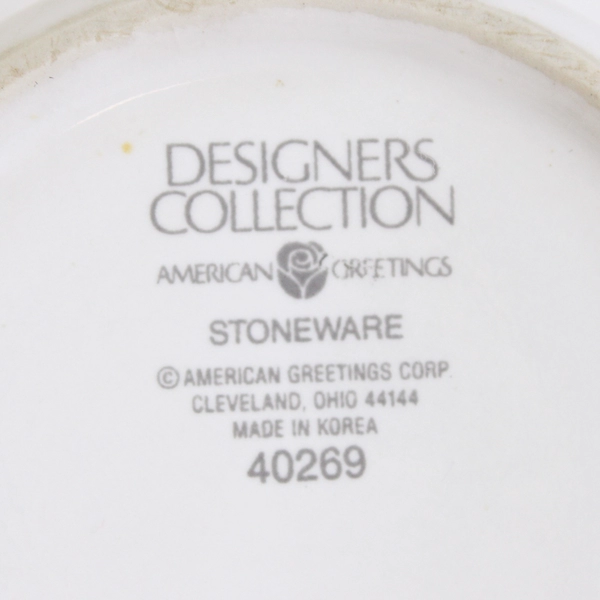 DESIGNERS
COLLECTION
AMERICAN GREETINGS
STONEWARE
© AMERICAN GREETINGS CORP.
CLEVELAND, OHIO 44144
MADE IN KOREA
40269